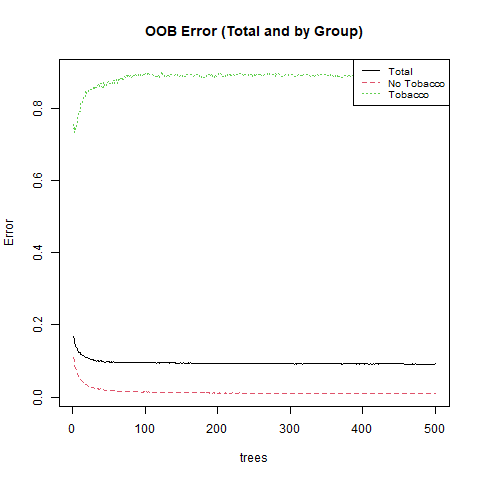 OOB Error (Total and by Group)
Total
No Tobacco
Tobacco
0.8
0.6
0.4
0.2
0.0
Error
0 100 200 300 400 500
trees